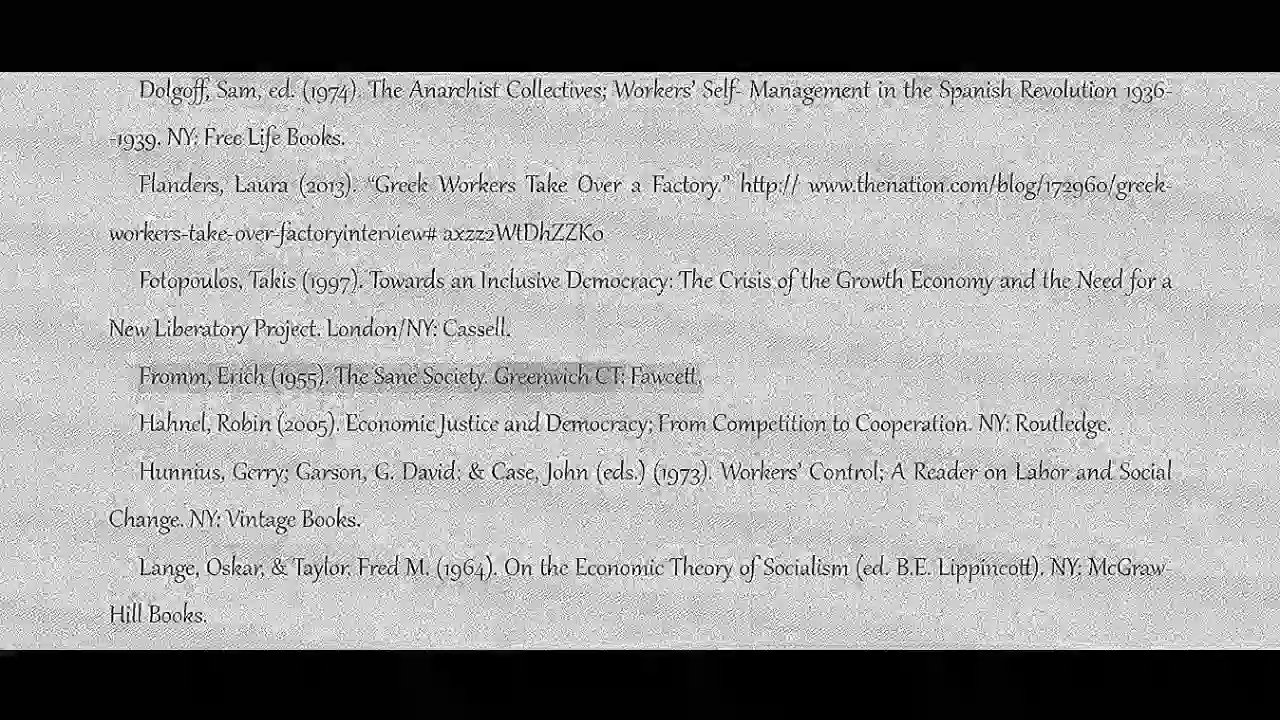 Dolgoff, Sam, ed. (1974). The Anarchist Collectives; Workers' Self- Management in the Spanish Revolution 1936-
-1939. NY: Free Life Books.
Flanders, Laura (2013). “Greek Workers Take Over a Factory.” http:// www.thenation.com/blog/172960/greek-
workers-take-over-factoryinterview# axzz2WtDhZZKo
Fotopoulos, Takis (1997). Towards an Inclusive Democracy: The Crisis of the Growth Economy and the Need for a
New Liberatory Project. London/NY: Cassell.
Fromm, Erich (1955). The Sane Society. Greenwich CT: Fawcett.
Hahnel, Robin (2005). Economic Justice and Democracy; From Competition to Cooperation. NY: Routledge.
Hunnius, Gerry; Garson, G. David; & Case, John (eds.) (1973). Workers' Control; A Reader on Labor and Social
Change. NY: Vintage Books.
Lange, Oskar, & Taylor. Fred M. (1964). On the Economic Theory of Socialism (ed. B.E. Lippincott). NY: McGraw-
Hill Books.